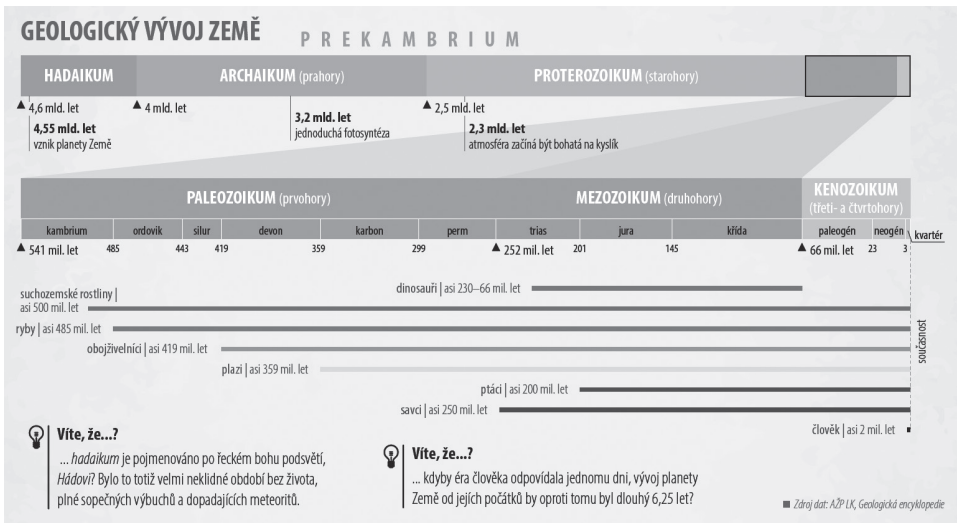 GEOLOGICKÝ VÝVOJ ZEMĚ
PREKAMBRIUM
HADAIKUM
ARCHAIKUM (prahory)
PROTEROZOIKUM (starohory)
▲ 4,6 mld. let
▲ 4 mld. let
▲ 2,5 mld. let
4,55 mld. let
vznik planety Země
3,2 mld. let
jednoduchá fotosyntéza
2,3 mld. let
atmosféra začíná být bohatá na kyslík
PALEOZOIKUM (prvohory)
MEZOZOIKUM (druhohory)
KENOZOIKUM
(třeti- a čtvrtohory)
kambrium ordovik silur devon karbon perm trias jura křída paleogén neogén kvartér
▲ 541 mil. let 485 443 419 359 299 ▲ 252 mil. let 201 145 ▲ 66 mil. let 23 3
dinosauři | asi 230–66 mil. let
suchozemské rostliny |
asi 500 mil. let
ryby | asi 485 mil. let
obojživelníci | asi 419 mil. let
plazi | asi 359 mil. let
ptáci | asi 200 mil. let
savci | asi 250 mil. let
člověk | asi 2 mil. let
současnost
Víte, že...?
... hadaikum je pojmenováno po řeckém bohu podsvětí,
Hádovi? Bylo to totiž velmi neklidné období bez života,
plné sopečných výbuchů a dopadajících meteoritů.
Víte, že...?
... kdyby éra člověka odpovídala jednomu dni, vývoj planety
Země od jejích počátků by oproti tomu byl dlouhý 6,25 let?
Zdroj dat: AŽP LK, Geologická encyklopedie